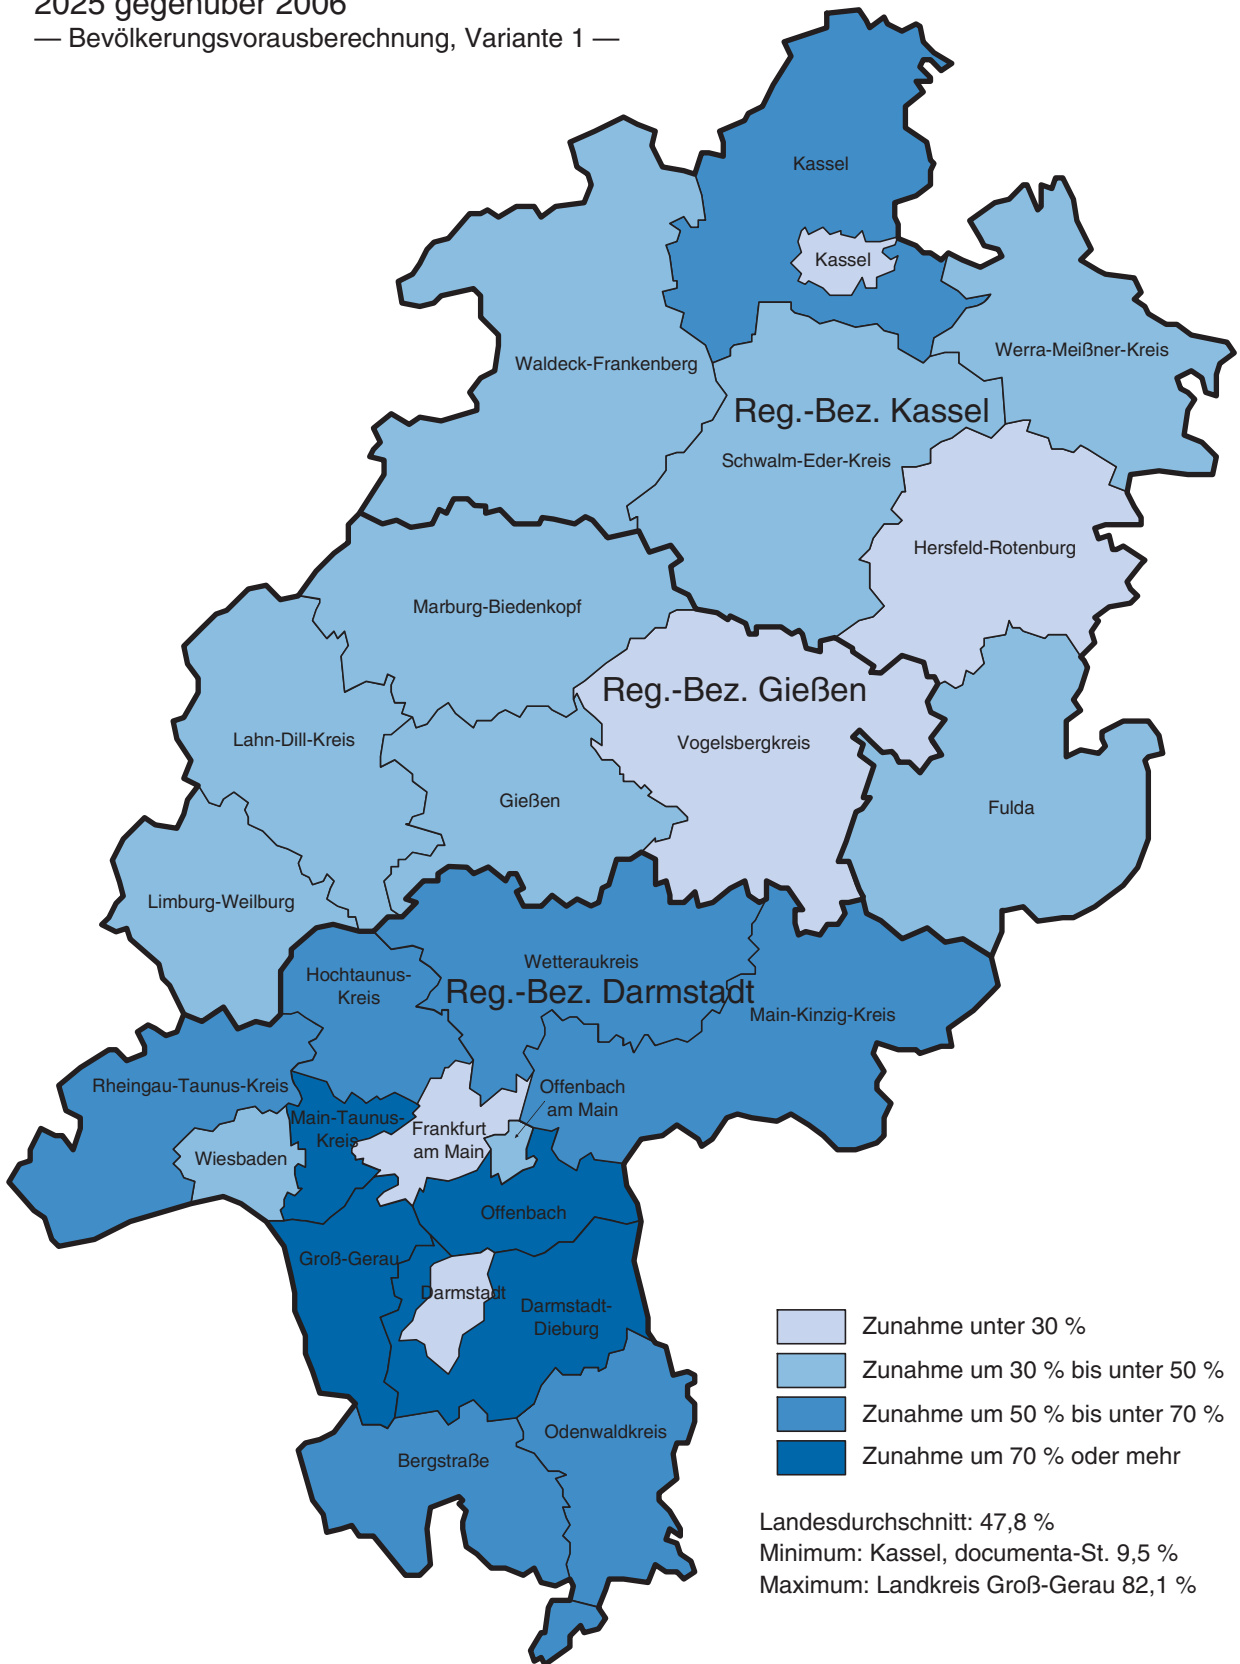 2025 gegenüber 2006
— Bevölkerungsvorausberechnung, Variante 1 —
Kassel
Kassel
Waldeck-Frankenberg
Werra-Meißner-Kreis
Reg.-Bez. Kassel
Schwalm-Eder-Kreis
Hersfeld-Rotenburg
Marburg-Biedenkopf
Reg.-Bez. Gießen
Lahn-Dill-Kreis
Vogelsbergkreis
Gießen
Fulda
Limburg-Weilburg
Wetteraukreis
Hochtaunus-
Kreis
Reg.-Bez. Darmstadt
Main-Kinzig-Kreis
Rheingau-Taunus-Kreis
Offenbach
am Main
Main-Taunus-
Kreis
Frankfurt
am Main
Wiesbaden
Offenbach
Groß-Gerau
Darmstadt
Darmstadt-
Dieburg
Odenwaldkreis
Bergstraße
Zunahme unter 30 %
Zunahme um 30 % bis unter 50 %
Zunahme um 50 % bis unter 70 %
Zunahme um 70 % oder mehr
Landesdurchschnitt: 47,8 %
Minimum: Kassel, documenta-St. 9,5 %
Maximum: Landkreis Groß-Gerau 82,1 %